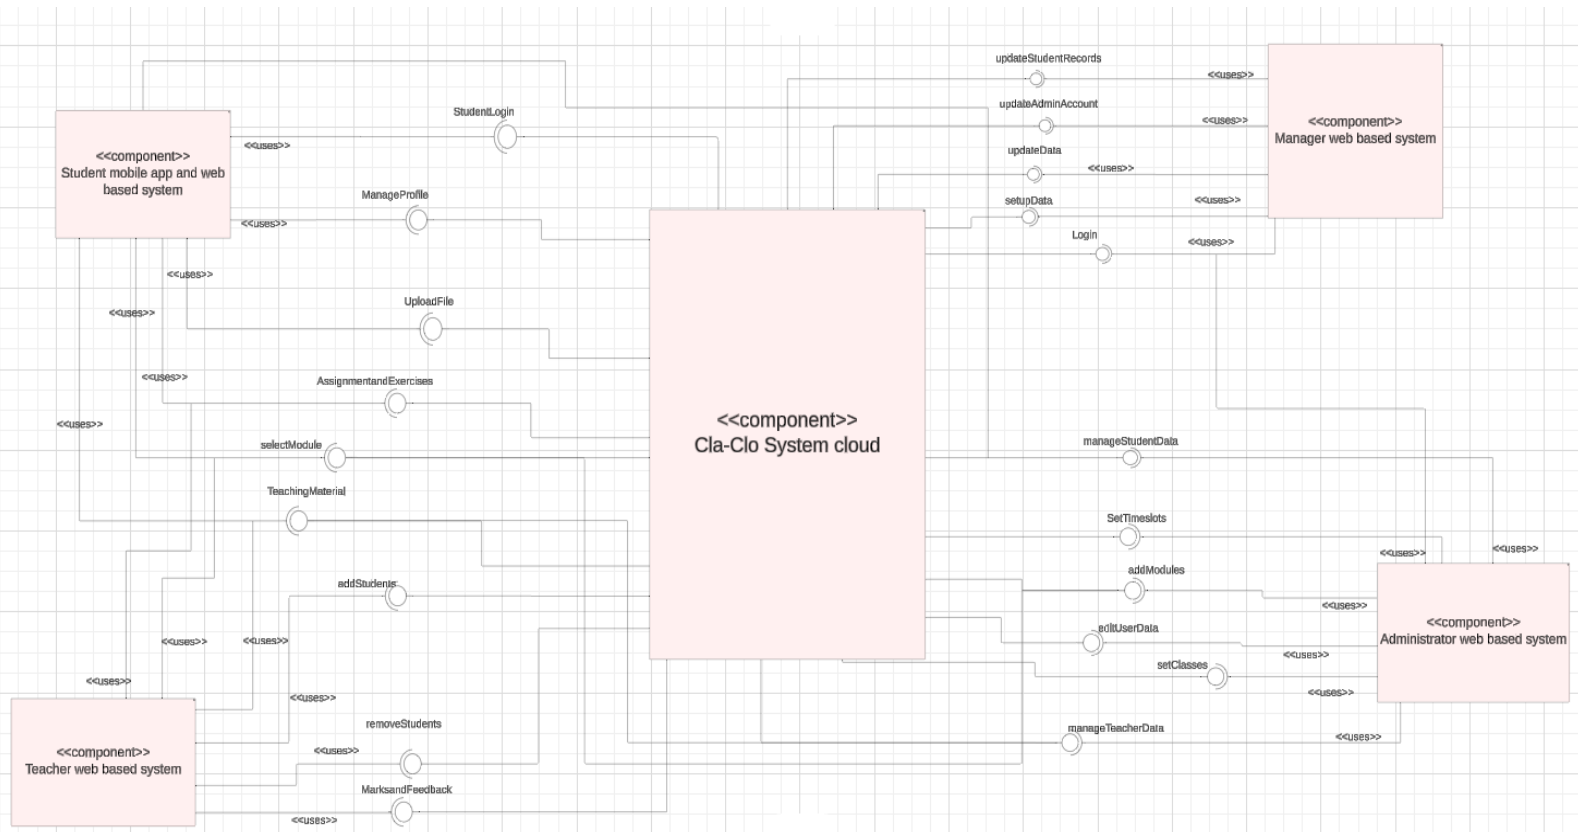 updateStudentRecords
<<uses>>
updateAdminAccount
<<uses>>
updateData
<<uses>>
setupData
<<uses>>
Login
<<uses>>
<<component>>
Manager web based system
StudentLogin
<<uses>>
<<component>>
Student mobile app and web
based system
ManageProfile
<<uses>>
<<uses>>
UploadFile
<<uses>>
<<uses>>
AssignmentandExercises
<<uses>>
selectModule
TeachingMaterial
<<component>>
Cla-Clo System cloud
manageStudentData
SetTimeslots
<<uses>>
<<uses>>
addModules
<<uses>>
editUserData
<<uses>>
setClasses
<<uses>>
manageTeacherData
<<uses>>
<<component>>
Administrator web based system
addStudents
<<uses>>
<<uses>>
<<uses>>
<<uses>>
removeStudents
<<uses>>
MarksandFeedback
<<uses>>
<<component>>
Teacher web based system